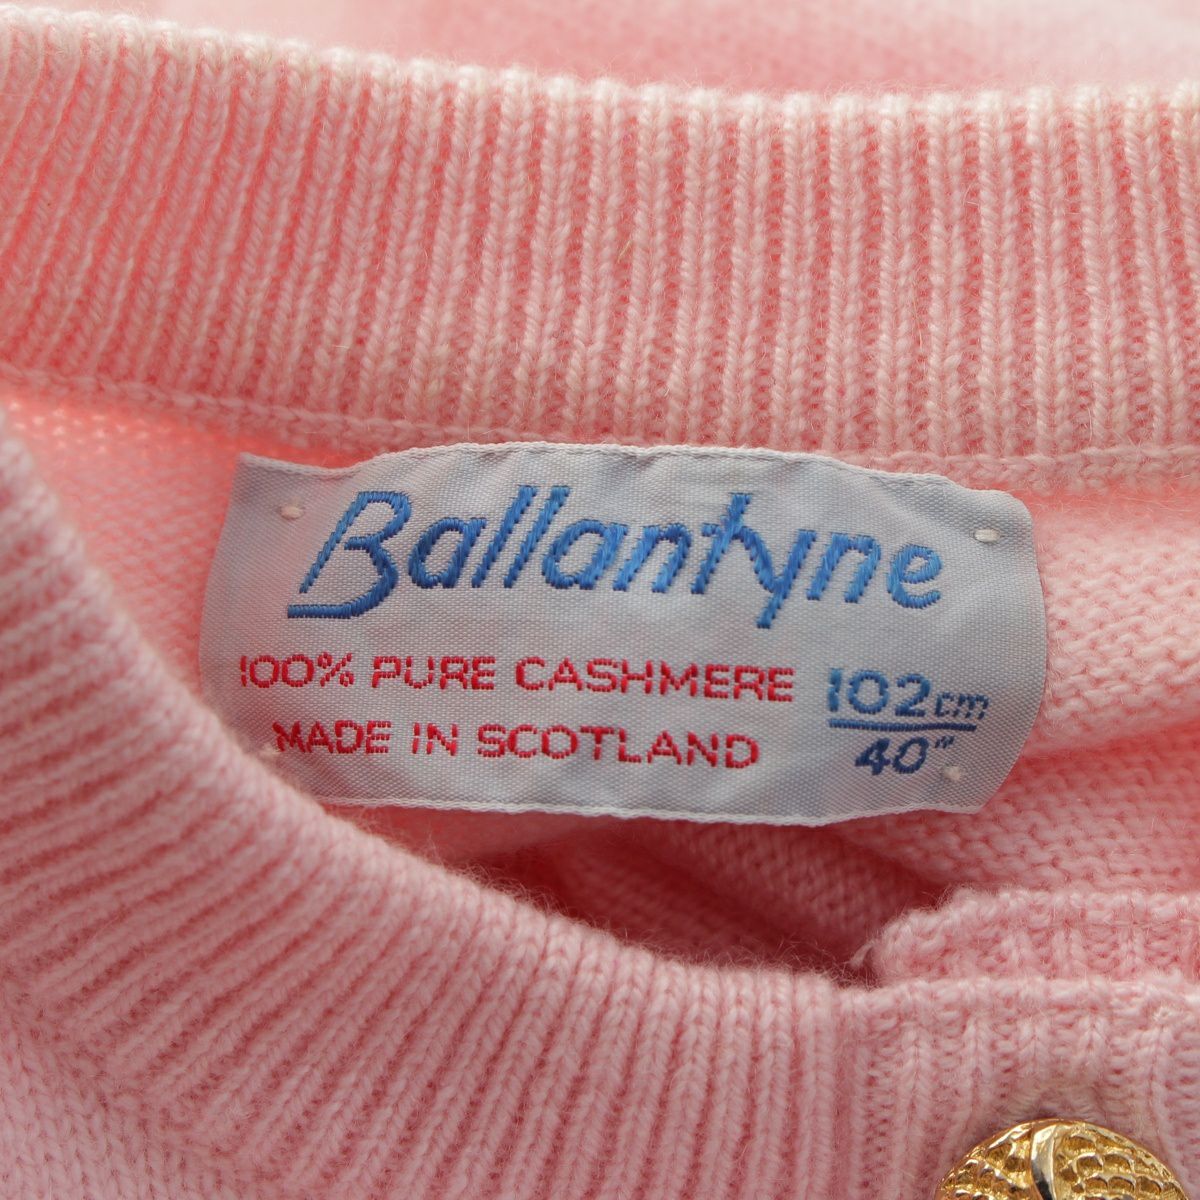 Ballantyne
100% PURE CASHMERE
MADE IN SCOTLAND
102cm
40"